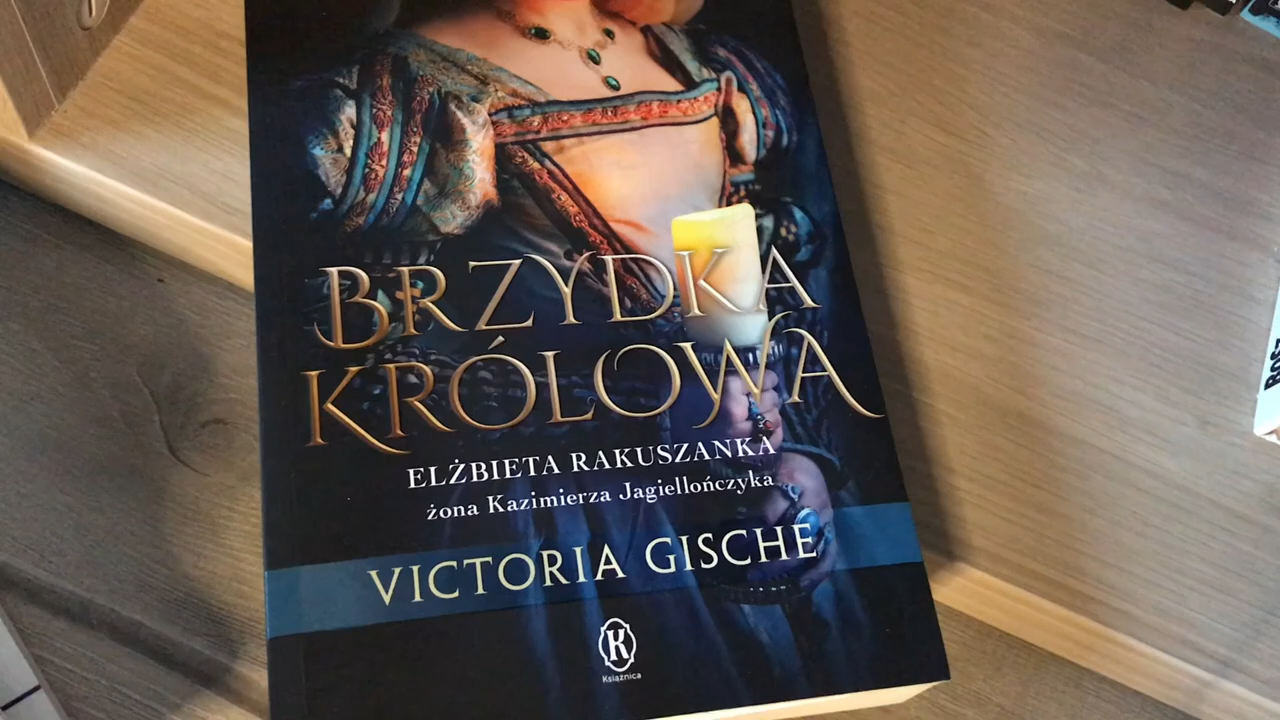 BRZYDKA
KRÓLOWA
ELŻBIETA RAKUSZANKA
żona Kazimierza Jagiellończyka
VICTORIA GISCHE
K
Książnica